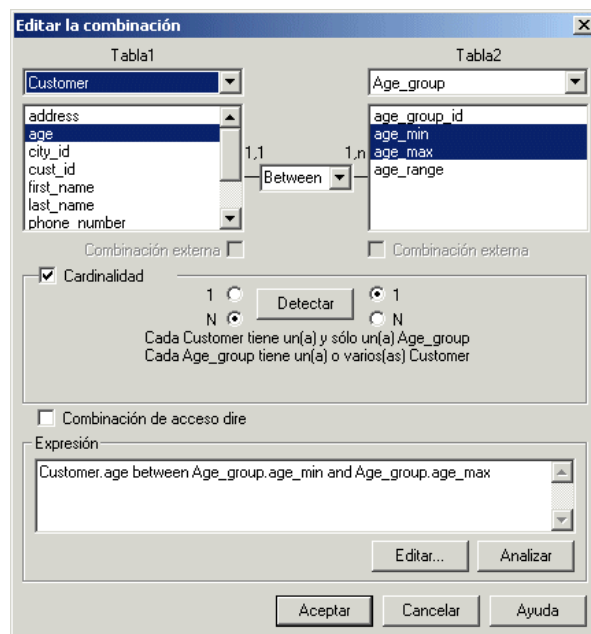 Editar la combinación
Tabla1
Tabla2
Customer
Age_group
address
age
city_id
cust_id
first_name
last_name
phone_number
age_group_id
age_min
age_max
age_range
1,1
1,n
Between
Combinación externa
Combinación externa
Cardinalidad
1
N
Detectar
1
N
Cada Customer tiene un(a) y sólo un(a) Age_group
Cada Age_group tiene un(a) o varios(as) Customer
Combinación de acceso dire
Expresión
Customer.age between Age_group.age_min and Age_group.age_max
Editar... Analizar
Aceptar Cancelar Ayuda